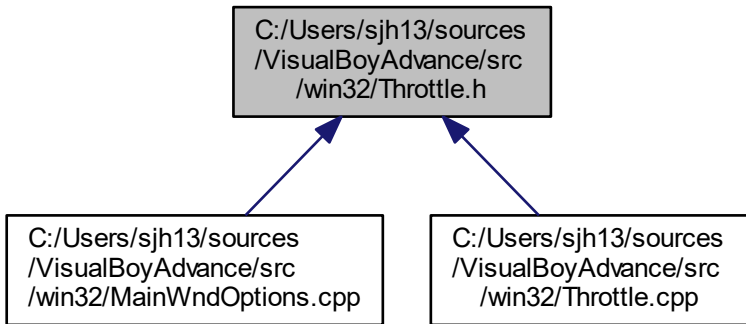 C:/Users/sjh13/sources
/VisualBoyAdvance/src
/win32/Throttle.h
C:/Users/sjh13/sources
/VisualBoyAdvance/src
/win32/MainWndOptions.cpp
C:/Users/sjh13/sources
/VisualBoyAdvance/src
/win32/Throttle.cpp